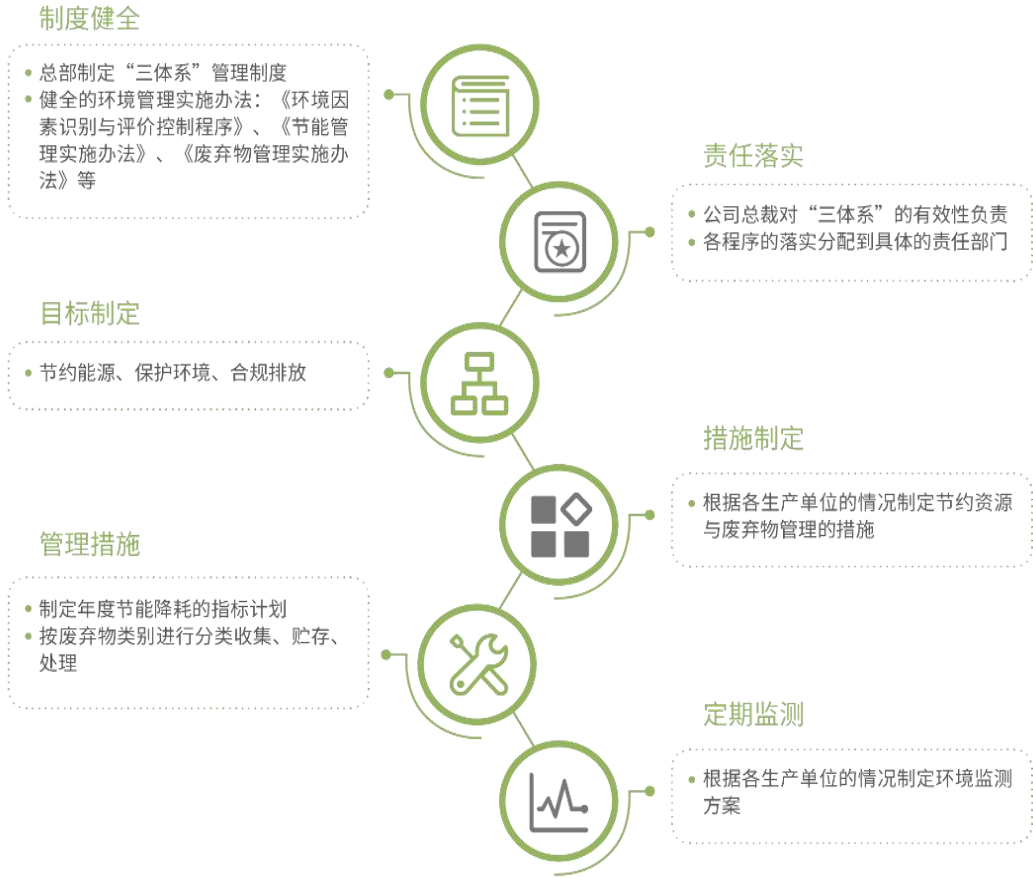 制度健全
• 总部制定“三体系”管理制度
• 健全的环境管理实施办法：《环境因
素识别与评价控制程序》、《节能管
理实施办法》、《废弃物管理实施办
法》等
责任落实
• 公司总裁对“三体系”的有效性负责
• 各程序的落实分配到具体的责任部门
目标制定
• 节约能源、保护环境、合规排放
措施制定
• 根据各生产单位的情况制定节约资源
与废弃物管理的措施
管理措施
• 制定年度节能降耗的指标计划
• 按废弃物类别进行分类收集、贮存、
处理
定期监测
• 根据各生产单位的情况制定环境监测
方案